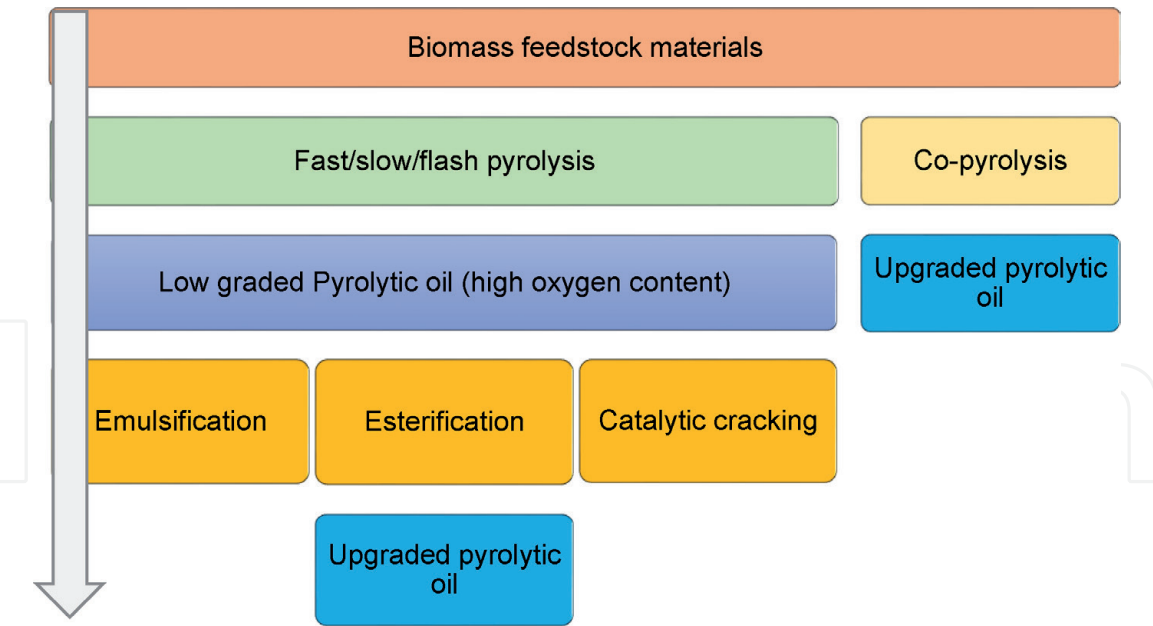 Biomass feedstock materials
Fast/slow/flash pyrolysis
Co-pyrolysis
Low graded Pyrolytic oil (high oxygen content)
Upgraded pyrolytic
oil
Emulsification
Esterification
Catalytic cracking
Upgraded pyrolytic
oil